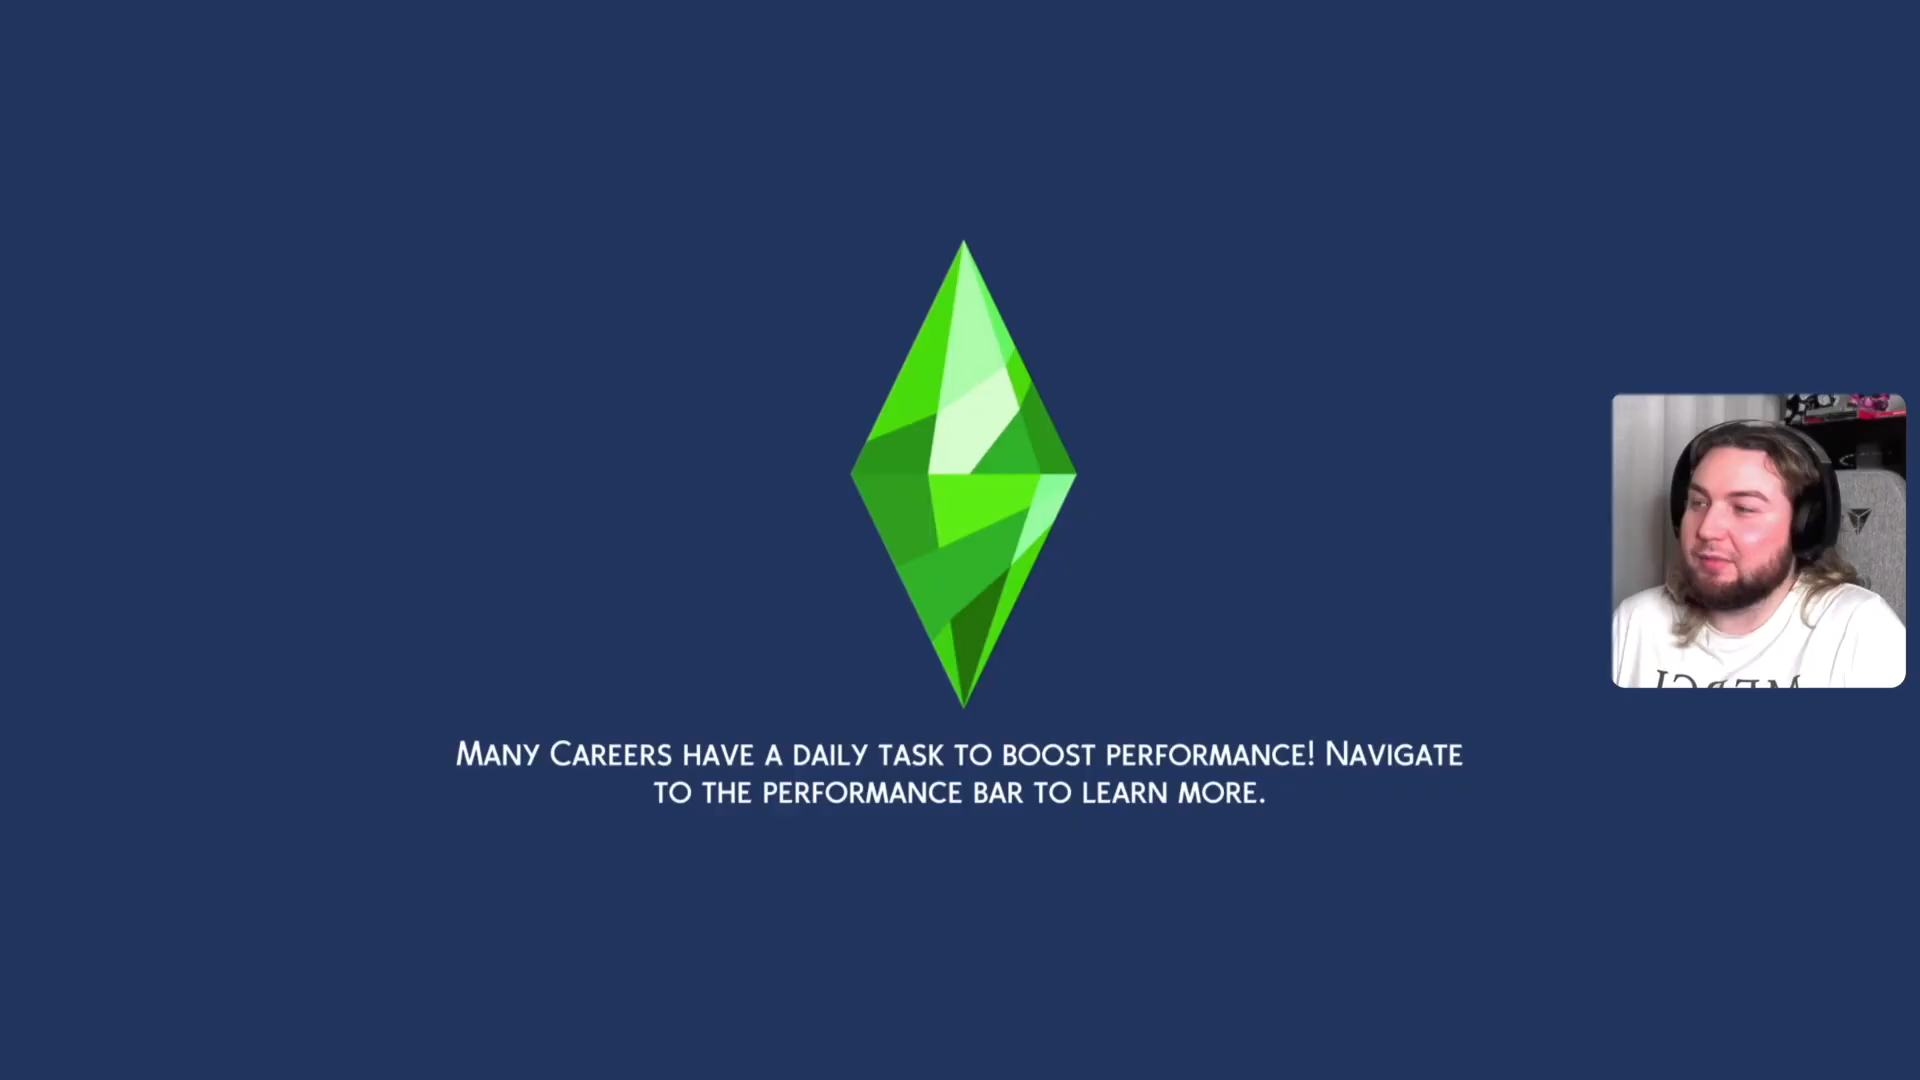 Many Careers have a daily task to boost performance! Navigate
to the performance bar to learn more.